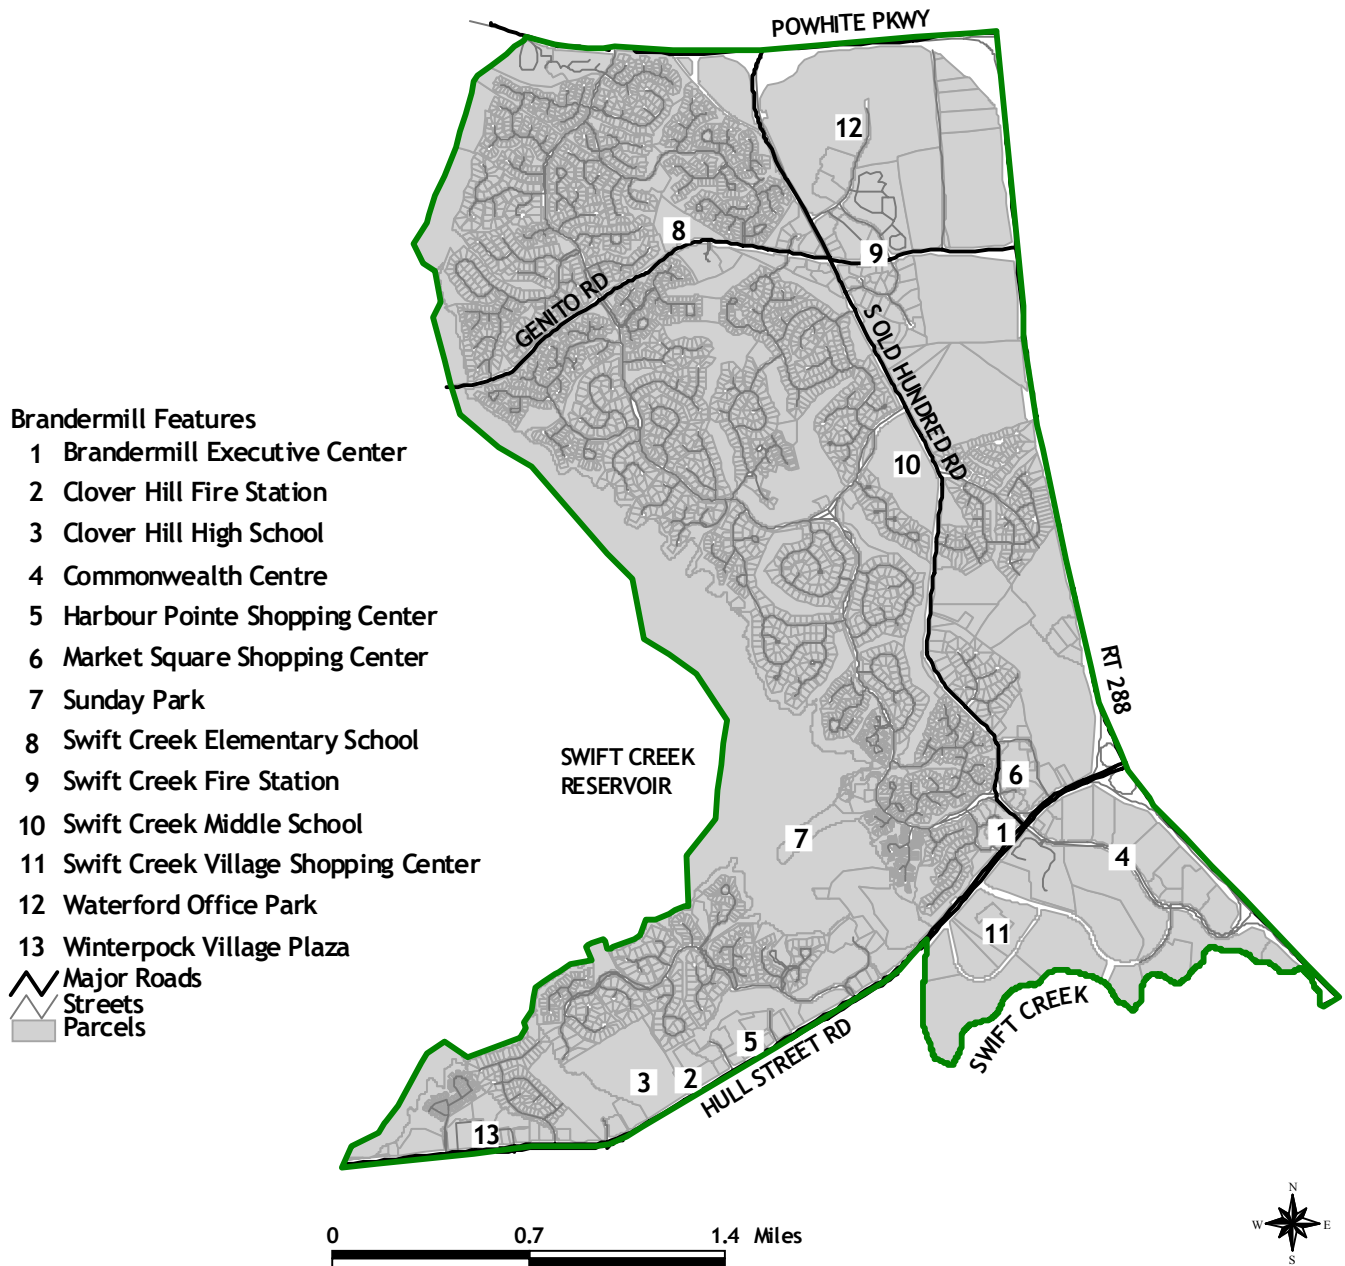 POWHITE PKWY
12
8
9
GENITO RD
S OLD HUNDRED RD
10
RT 288
SWIFT CREEK
RESERVOIR
6
7
1
4
11
SWIFT CREEK
5
3
2
HULL STREET RD
13
Brandermill Features
1 Brandermill Executive Center
2 Clover Hill Fire Station
3 Clover Hill High School
4 Commonwealth Centre
5 Harbour Pointe Shopping Center
6 Market Square Shopping Center
7 Sunday Park
8 Swift Creek Elementary School
9 Swift Creek Fire Station
10 Swift Creek Middle School
11 Swift Creek Village Shopping Center
12 Waterford Office Park
13 Winterpock Village Plaza
Major Roads
Streets
Parcels
0 0.7 1.4 Miles
N
W E
S